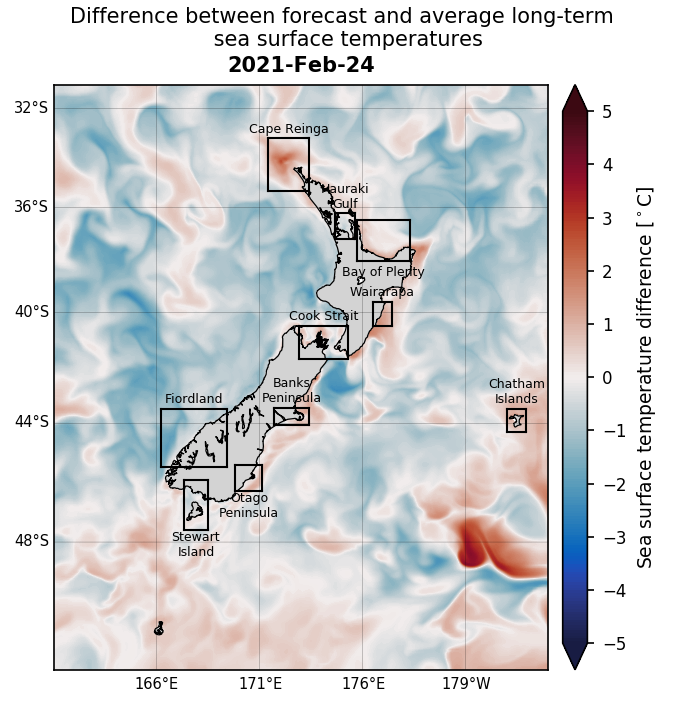 Difference between forecast and average long-term
sea surface temperatures
2021-Feb-24
32°S
36°S
40°S
44°S
48°S
Cape Reinga
Hauraki
Gulf
Bay of Plenty
Wairarapa
Cook Strait
Banks
Peninsula
Fiordland
Chatham
Islands
Otago
Peninsula
Stewart
Island
166°E
171°E
176°E
179°W
5
4
3
2
1
0
−1
−2
−3
−4
−5
Sea surface temperature difference [°C]